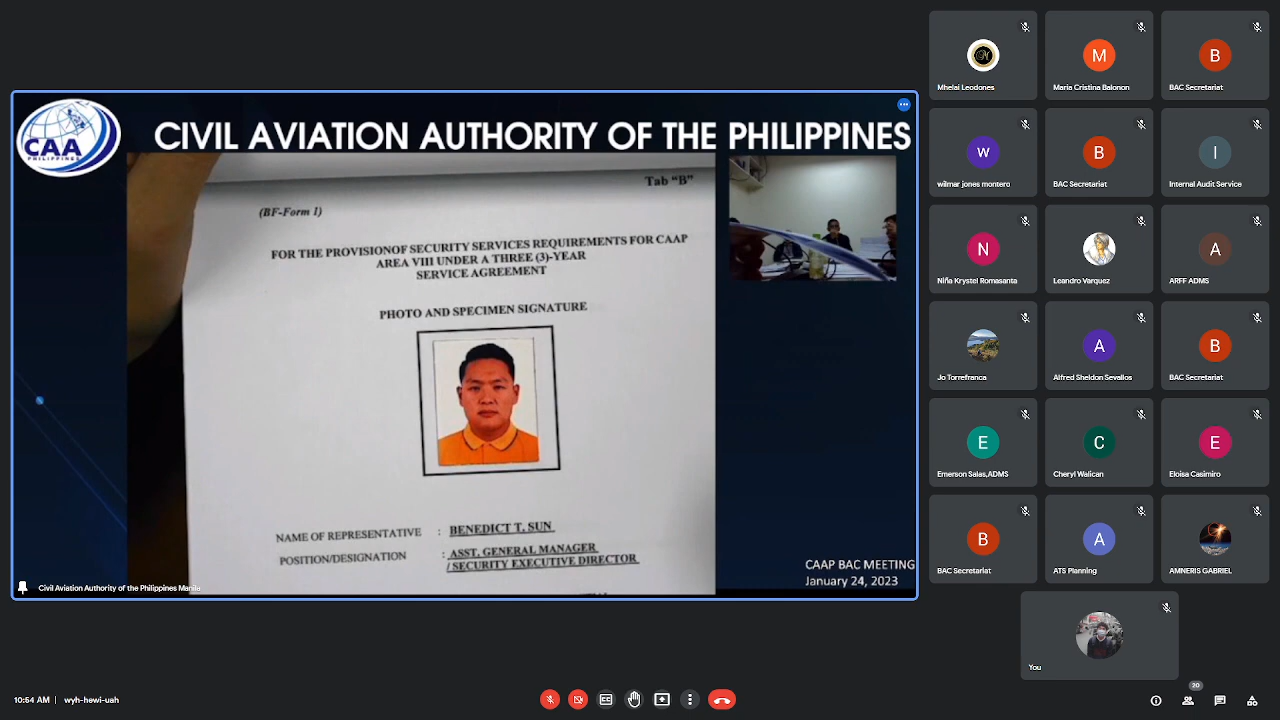 CAA
PHILIPPINES
CIVIL AVIATION AUTHORITY OF THE PHILIPPINES
Tab “B”
(BF-Form 1)
FOR THE PROVISIONOF SECURITY SERVICES REQUIREMENTS FOR CAAP
AREA VIII UNDER A THREE (3)-YEAR
SERVICE AGREEMENT
PHOTO AND SPECIMEN SIGNATURE
NAME OF REPRESENTATIVE : BENEDICT T. SUN
POSITION/DESIGNATION : ASST. GENERAL MANAGER
/ SECURITY EXECUTIVE DIRECTOR
CAAP BAC MEETING
January 24, 2023
Civil Aviation Authority of the Philippines Manila
Mirelai Leodones
M
Marie Cristina Balonon
B
BAC Secretariat
w
wilmar jones montero
B
BAC Secretariat
I
Internal Audit Service
N
Niña Krystel Romasanta
Leandro Varquez
A
ARFF ADMS
Jo Torrefranca
A
Alfred Sheldon Sevallos
B
BAC Secretariat
E
Emerson Salas,ADMS
C
Cheryl Walican
E
Eloisa Casimiro
B
BAC Secretariat
A
ATS Planning
AMNERIS GABRIEL
You
10:54 AM | wyh-hewi-uah
20